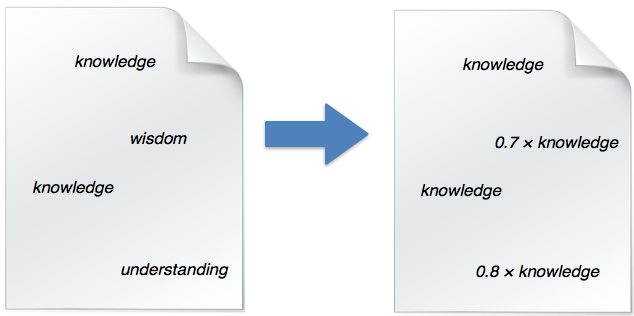 knowledge
wisdom
knowledge
understanding
knowledge
0.7 × knowledge
knowledge
0.8 × knowledge